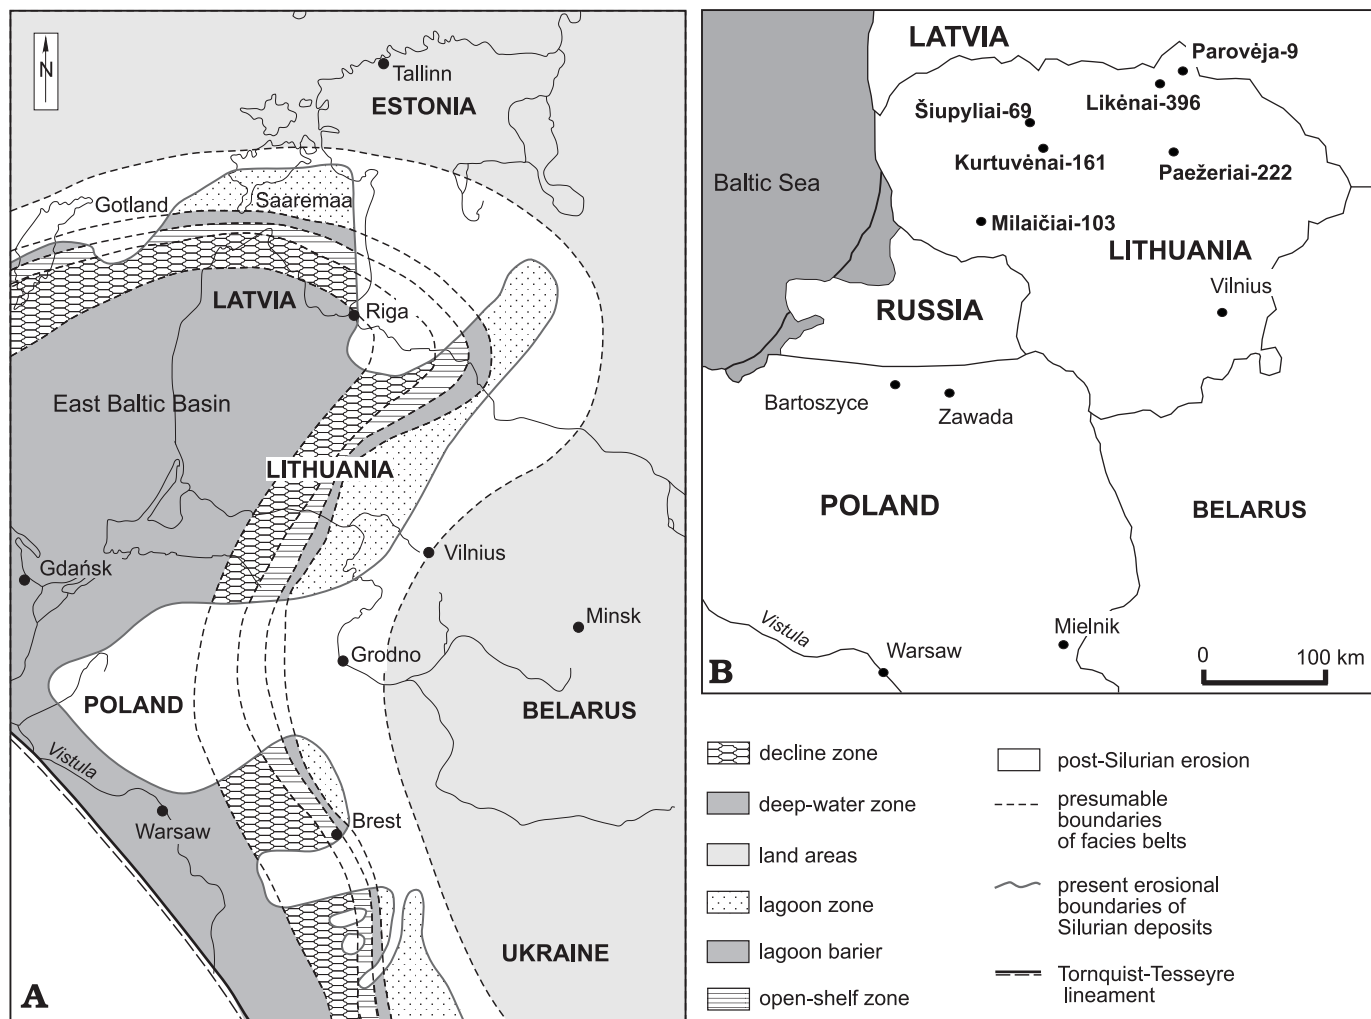 N
Tallinn
ESTONIA
Gotland
Saaremaa
LATVIA
Riga
East Baltic Basin
LITHUANIA
Vilnius
Gdańsk
Minsk
Grodno
POLAND
BELARUS
Vistula
Warsaw
Brest
UKRAINE
A
LATVIA
Parovėja-9
Likėnai-396
Šiupyliai-69
Kurtuvėnai-161
Paežeriai-222
Baltic Sea
Milaičiai-103
LITHUANIA
Vilnius
RUSSIA
Bartoszyce
Zawada
POLAND
BELARUS
Vistula
Mielnik
Warsaw
0 100 km
B
decline zone
deep-water zone
land areas
lagoon zone
lagoon barier
open-shelf zone
post-Silurian erosion
presumable
boundaries
of facies belts
present erosional
boundaries of
Silurian deposits
Tornquist-Tesseyre
lineament